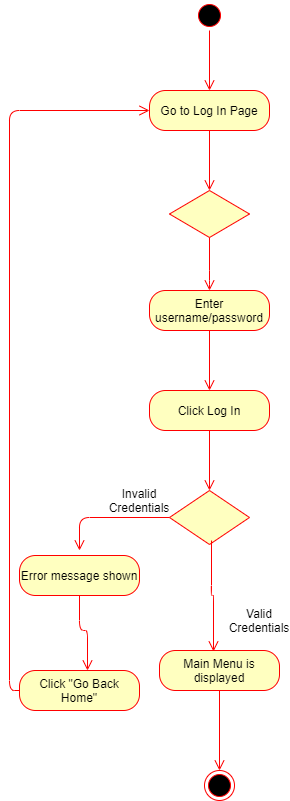 Go to Log In Page
Enter
username/password
Click Log In
Invalid
Credentials
Error message shown
Valid
Credentials
Click "Go Back
Home"
Main Menu is
displayed